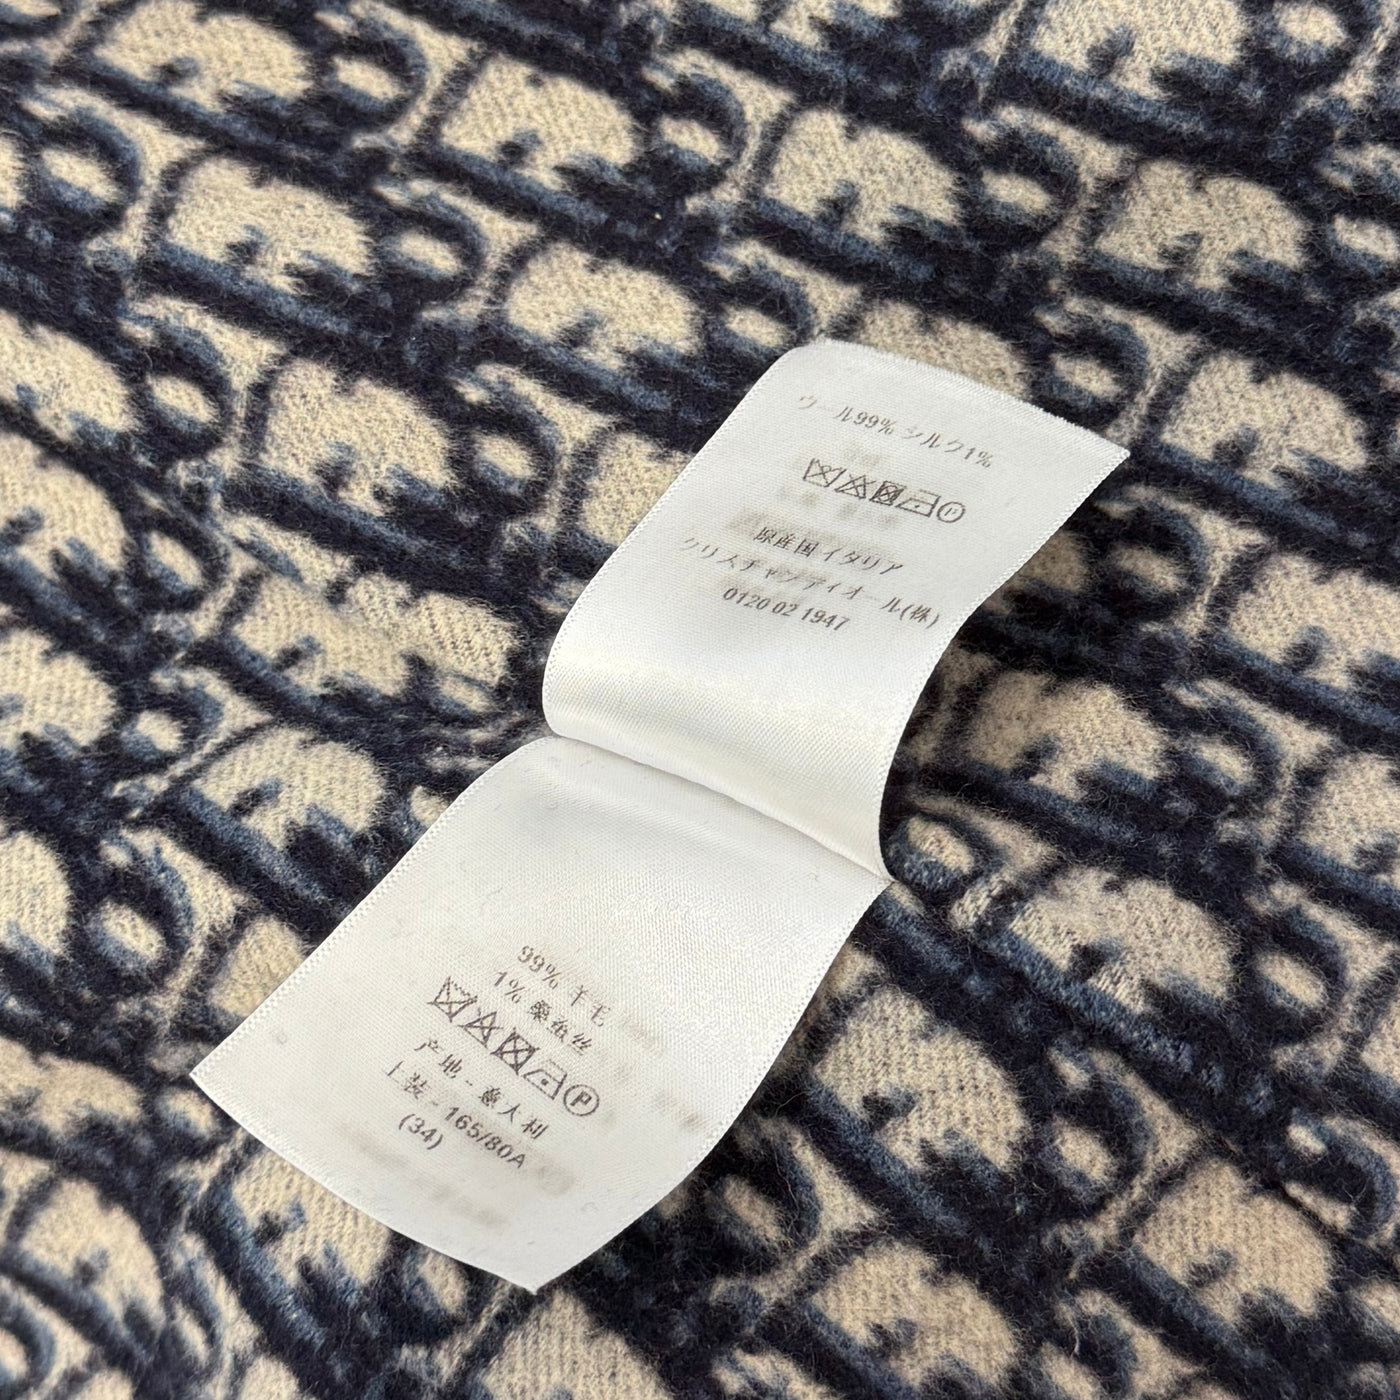 ウール99% シルク1%
P
原産国 イタリア
クリスチャンディオール(株)
0120 02 1947
99% 羊毛
1% 桑蚕丝
P
产地 - 意大利
上装 - 165/80A
(34)